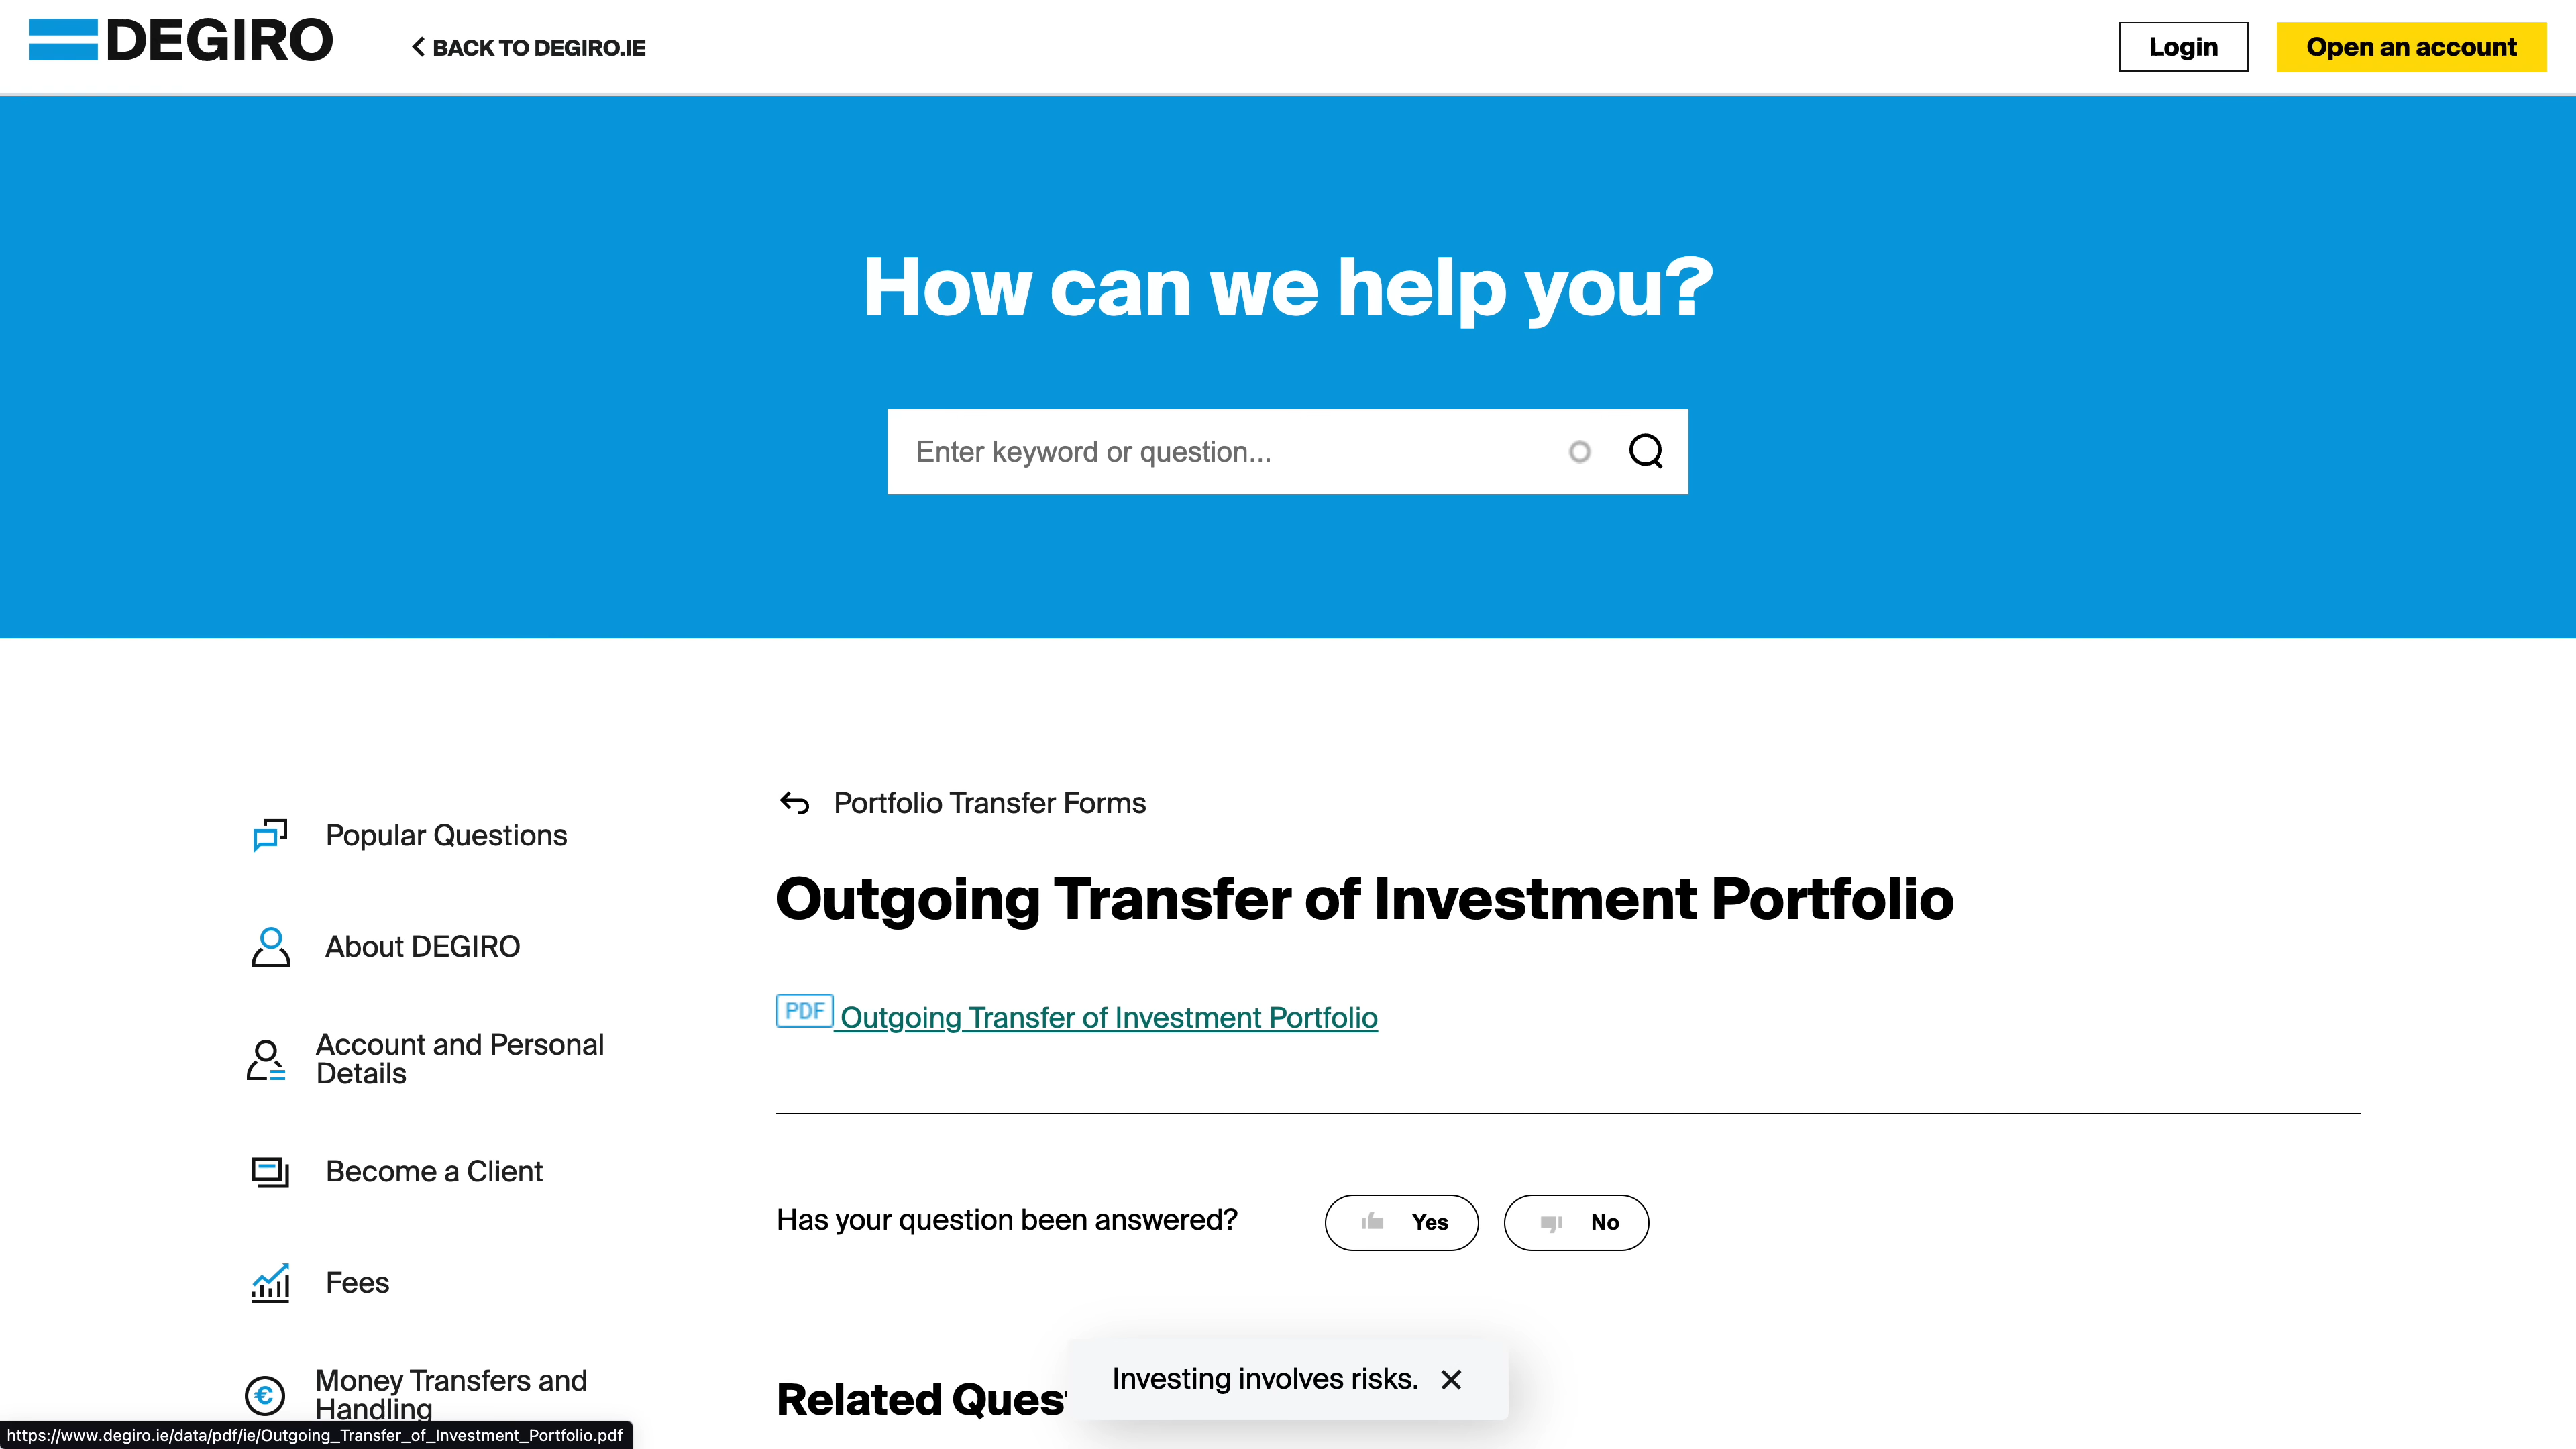 DEGIRO
BACK TO DEGIRO.IE
Login
Open an account
How can we help you?
Enter keyword or question...
Popular Questions
About DEGIRO
Account and Personal
Details
Become a Client
Fees
Money Transfers and
Handling
Portfolio Transfer Forms
Outgoing Transfer of Investment Portfolio
PDF Outgoing Transfer of Investment Portfolio
Has your question been answered?
Yes
No
Related Ques
Investing involves risks.
https://www.degiro.ie/data/pdf/ie/Outgoing_Transfer_of_Investment_Portfolio.pdf